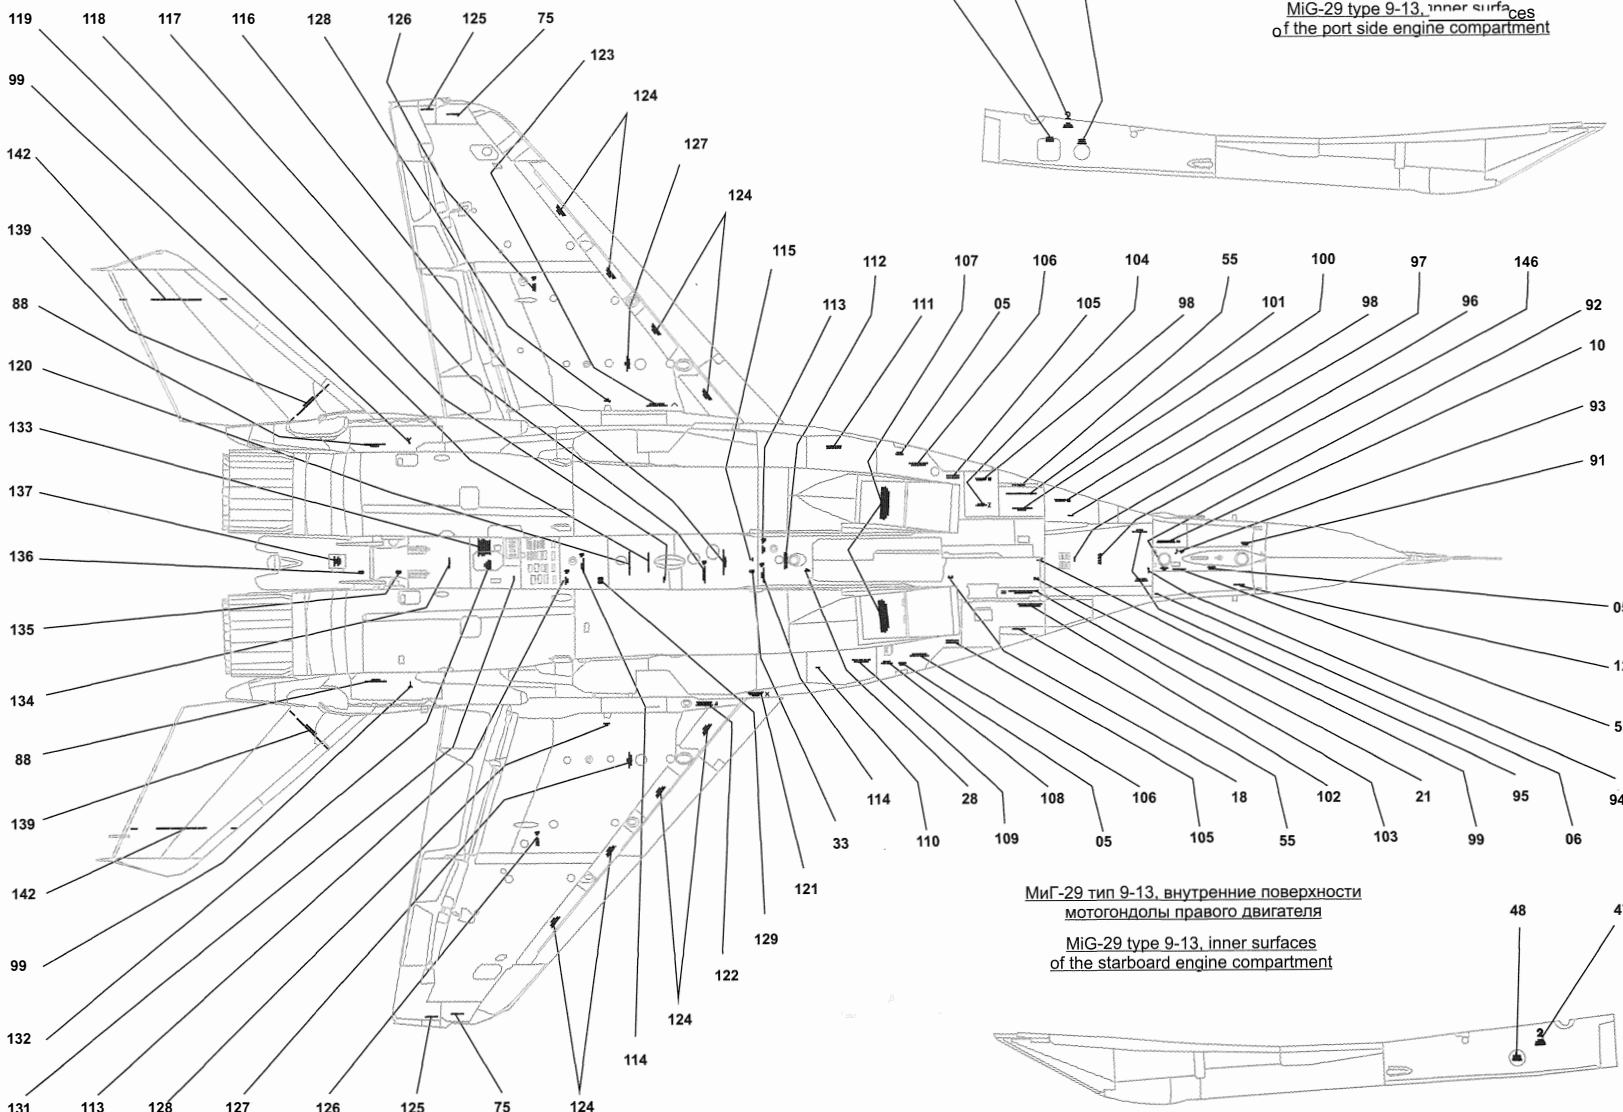 119 118 117 116 128 126 125 75
MiG-29 type 9-13, inner surfaces
of the port side engine compartment
99
123
124
127
142
124
139
115 112 107 106 104 55 100 97 146
88
113 111 05 105 98 101 98 96 92
10
120
93
133
91
137
136
135
134
88
114 28 108 106 18 102 21 95 94
139
33 110 109 05 105 55 103 99 06
121
142
МиГ-29 тип 9-13, внутренние поверхности
мотогондолы правого двигателя
48
129
MiG-29 type 9-13, inner surfaces
of the starboard engine compartment
99
122
124
132
2
114
131 113 128 127 126 125 75 124